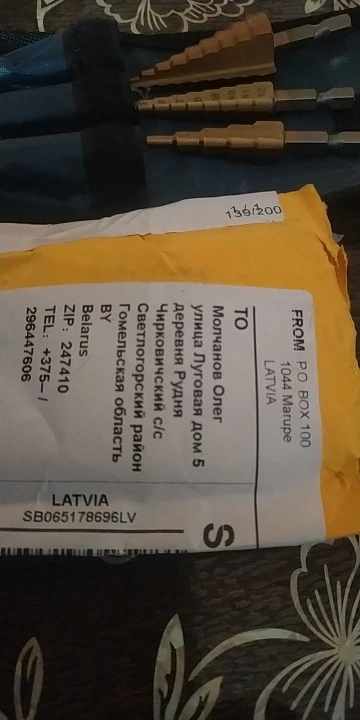 139/200
FROM PO BOX 100
1044 Marupe
LATVIA
TO
Молчанов Олег
улица Луговая дом 5
деревня Рудня
Чирковичский с/с
Светлогорский район
Гомельская область
BY
Belarus
ZIP: 247410
TEL: +375- /
296447606
LATVIA
SB065178696LV
S